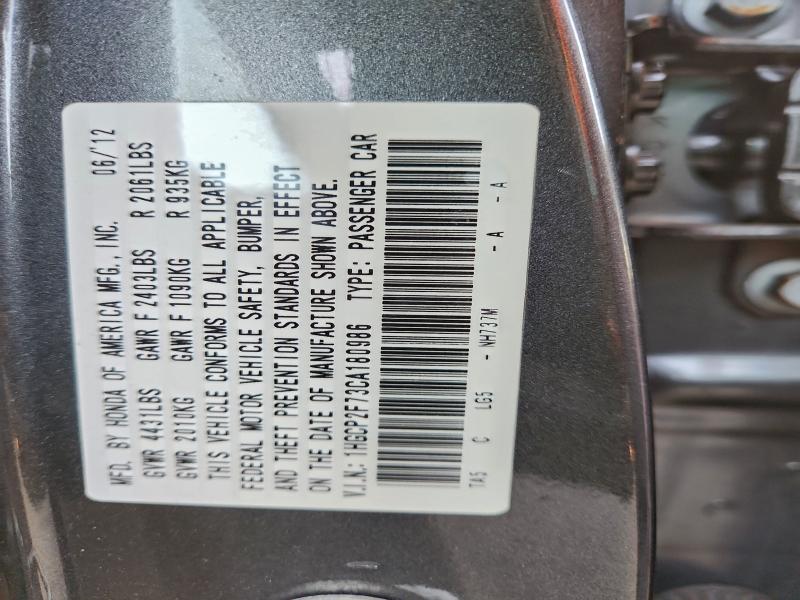 MFD. BY HONDA OF AMERICA MFG., INC. 06/12
GVWR 4431LBS GAWR F 2403LBS R 2061LBS
GVWR 2010KG GAWR F 1090KG R 935KG
THIS VEHICLE CONFORMS TO ALL APPLICABLE
FEDERAL MOTOR VEHICLE SAFETY, BUMPER,
AND THEFT PREVENTION STANDARDS IN EFFECT
ON THE DATE OF MANUFACTURE SHOWN ABOVE.
V.I.N.: 1HGCP2F73CA180986 TYPE: PASSENGER CAR
TA5 C LG5 - NH737M - A - A